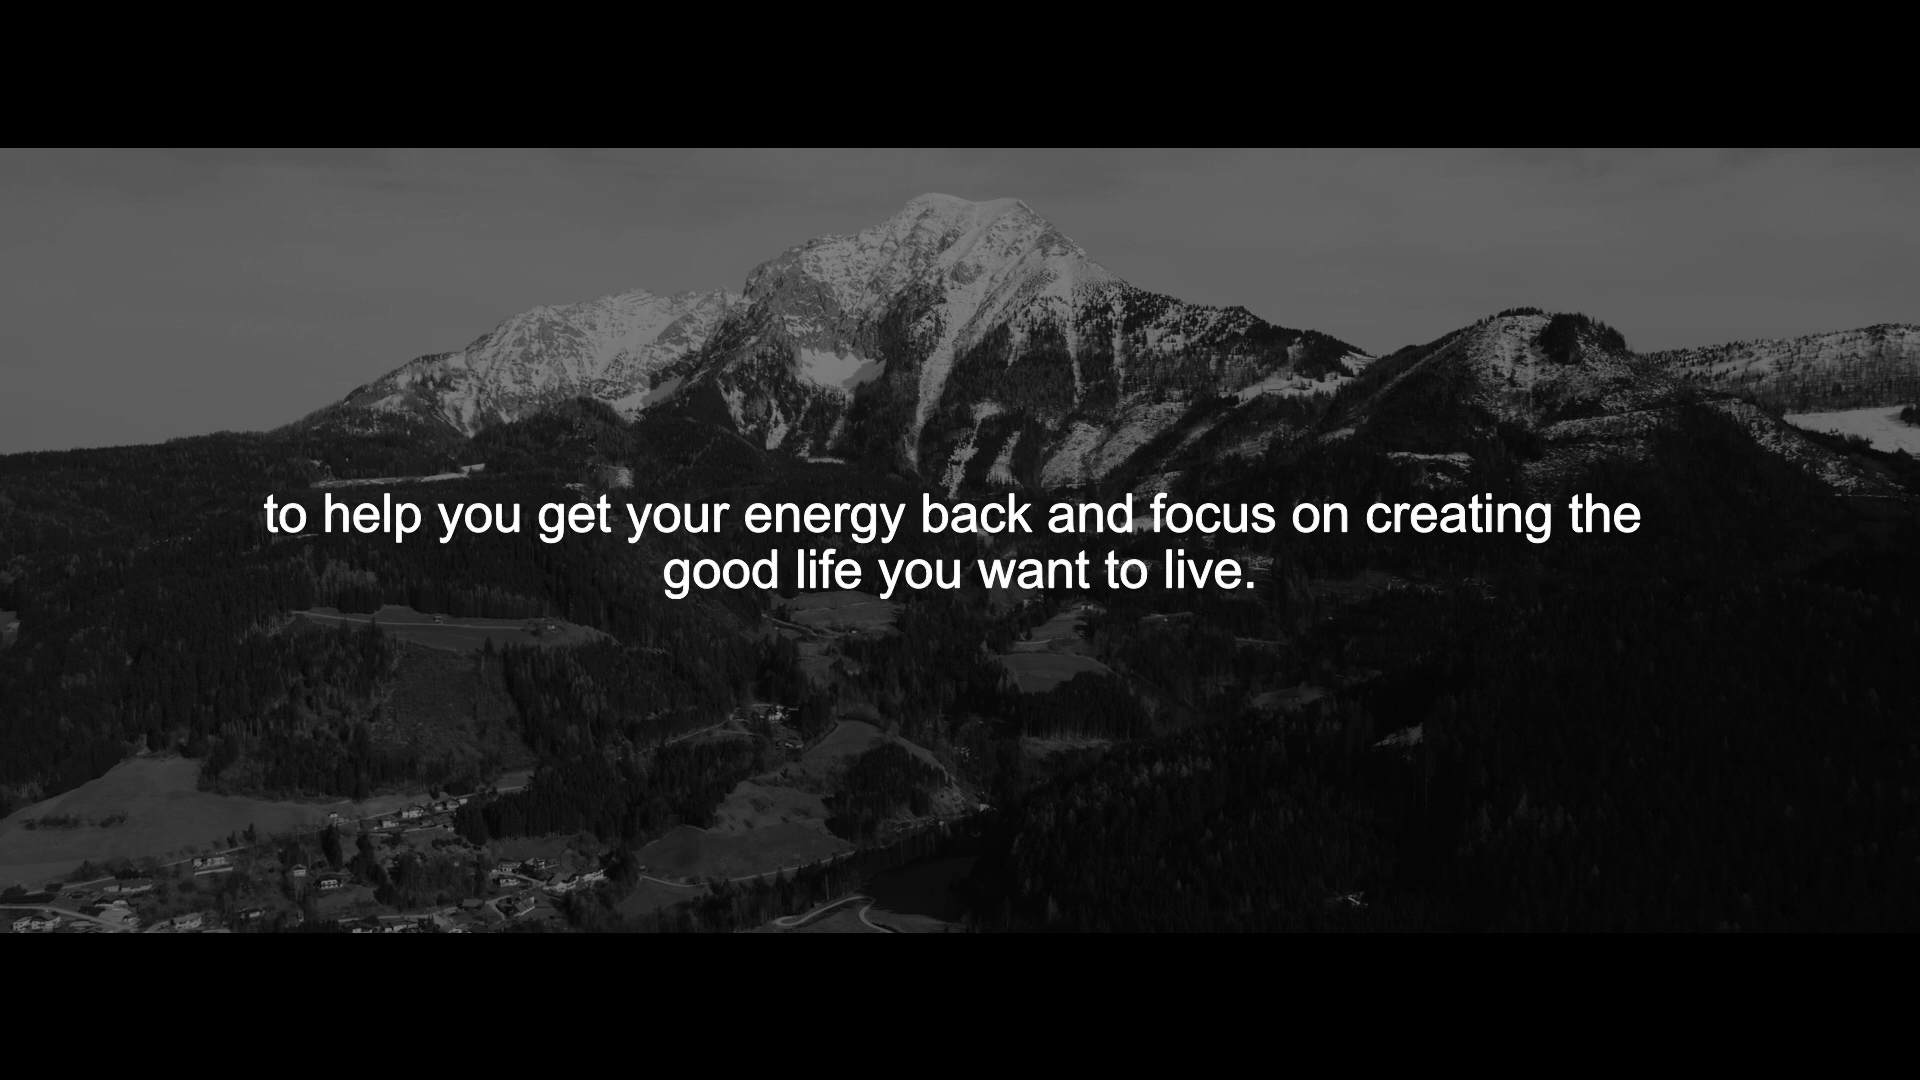 to help you get your energy back and focus on creating the
good life you want to live.